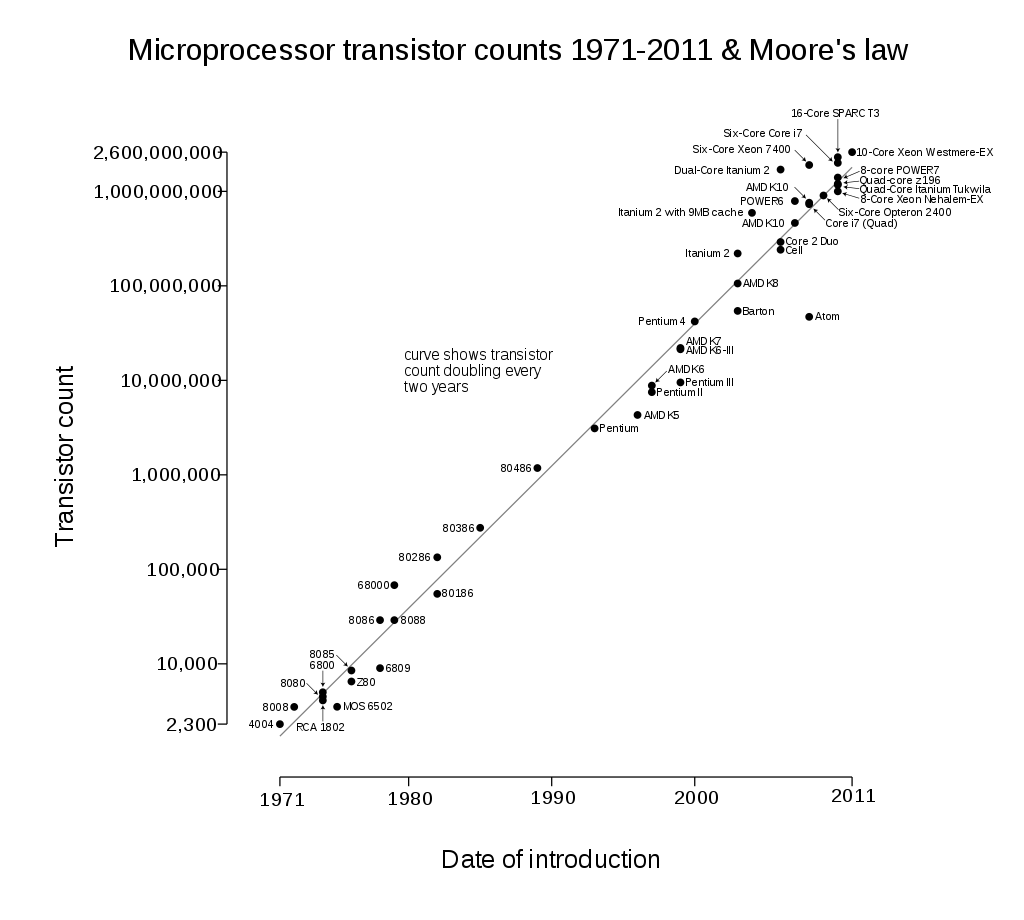 Microprocessor transistor counts 1971-2011 & Moore's law
16-Core SPARC T3
Six-Core Core i7
Six-Core Xeon 7400
10-Core Xeon Westmere-EX
Dual-Core Itanium 2
8-core POWER7
Quad-core z196
Quad-Core Itanium Tukwila
8-Core Xeon Nehalem-EX
AMD K10
POWER6
Itanium 2 with 9MB cache
Six-Core Opteron 2400
AMD K10
Core i7 (Quad)
Core 2 Duo
Cell
Itanium 2
AMD K8
Barton
Atom
Pentium 4
AMD K7
AMD K6-III
curve shows transistor
count doubling every
two years
AMD K6
Pentium III
Pentium II
AMD K5
Pentium
80486
80386
80286
68000
80186
8086
8088
8085
6800
6809
8080
Z80
8008
MOS 6502
4004
RCA 1802
2,600,000,000
1,000,000,000
100,000,000
10,000,000
1,000,000
100,000
10,000
2,300
Transistor count
1971
1980
1990
2000
2011
Date of introduction